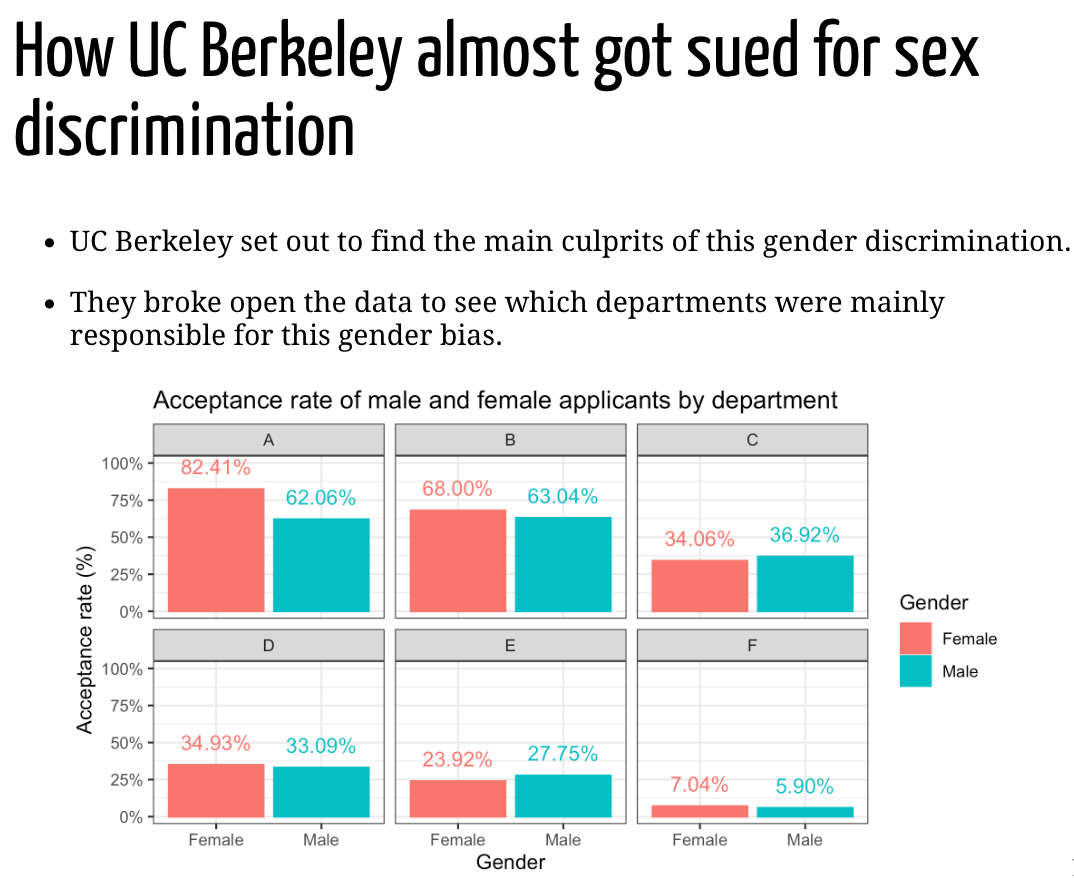 How UC Berkeley almost got sued for sex
discrimination
• UC Berkeley set out to find the main culprits of this gender discrimination.
• They broke open the data to see which departments were mainly
responsible for this gender bias.
Acceptance rate of male and female applicants by department
A B C
100%
75%
50%
25%
0%
82.41% 62.06% 68.00% 63.04% 34.06% 36.92%
Acceptance rate (%)
D E F
100%
75%
50%
25%
0%
34.93% 33.09% 23.92% 27.75% 7.04% 5.90%
Female Male Female Male Female Male
Gender
Gender
Female
Male